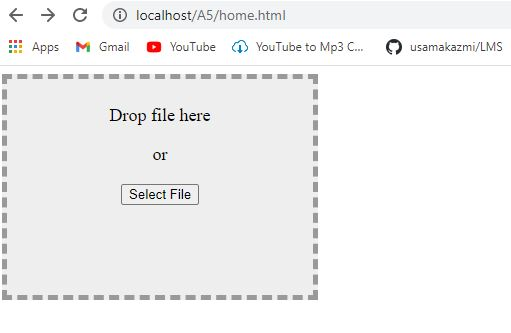 localhost/A5/home.html
Apps Gmail YouTube YouTube to Mp3 C... usamakazmi/LMS
Drop file here
or
Select File